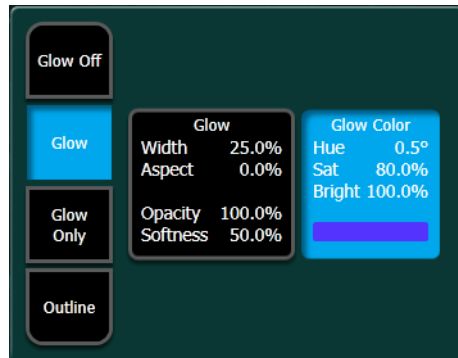 Glow Off
Glow
Glow
Only
Outline
Glow
Width 25.0%
Aspect 0.0%
Opacity 100.0%
Softness 50.0%
Glow Color
Hue 0.5º
Sat 80.0%
Bright 100.0%